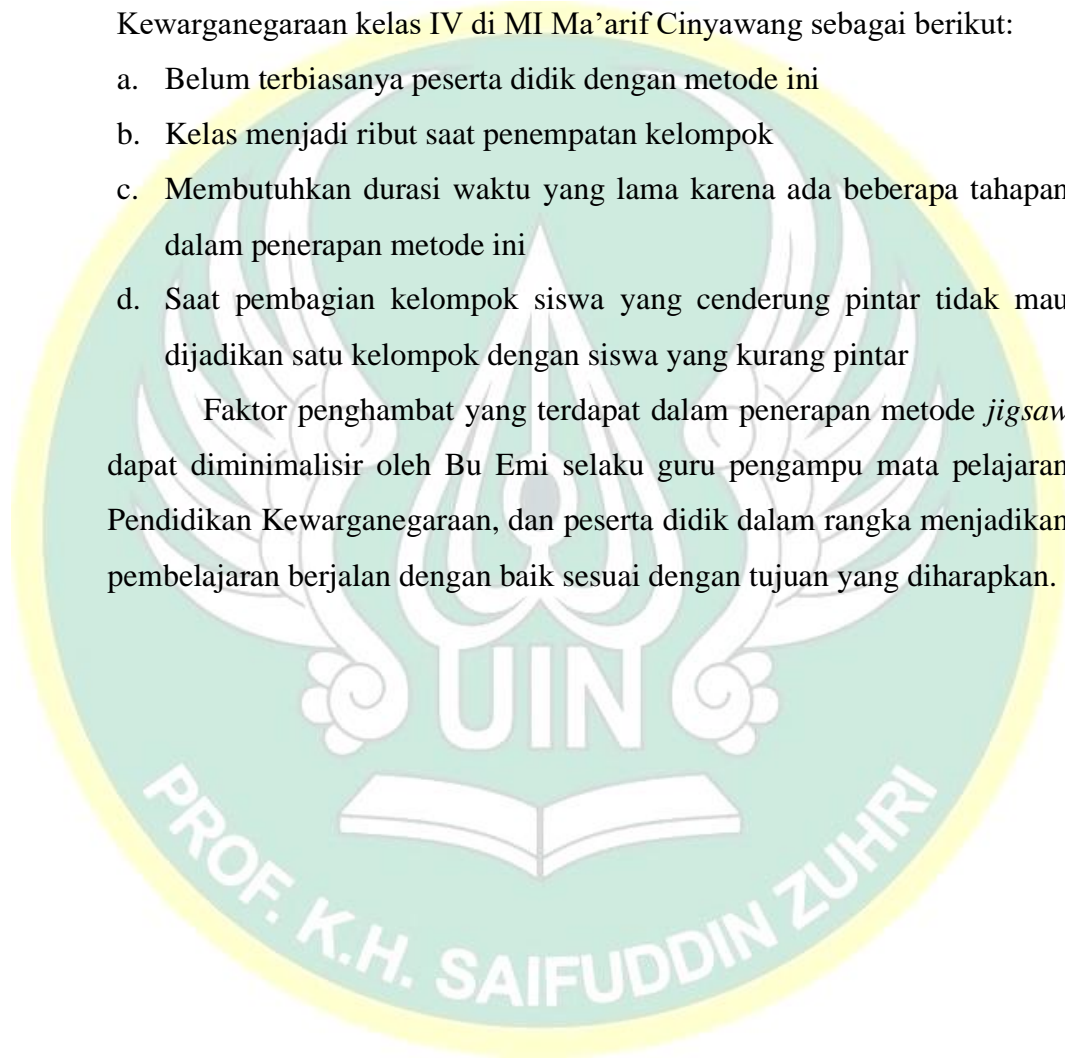 Kewarganegaraan kelas IV di MI Ma’arif Cinyawang sebagai berikut:
a. Belum terbiasanya peserta didik dengan metode ini
b. Kelas menjadi ribut saat penempatan kelompok
c. Membutuhkan durasi waktu yang lama karena ada beberapa tahapan
dalam penerapan metode ini
d. Saat pembagian kelompok siswa yang cenderung pintar tidak mau
dijadikan satu kelompok dengan siswa yang kurang pintar
Faktor penghambat yang terdapat dalam penerapan metode jigsaw
dapat diminimalisir oleh Bu Emi selaku guru pengampu mata pelajaran
Pendidikan Kewarganegaraan, dan peserta didik dalam rangka menjadikan
pembelajaran berjalan dengan baik sesuai dengan tujuan yang diharapkan.
UIN
PROF. K.H. SAIFUDDIN ZUHRI